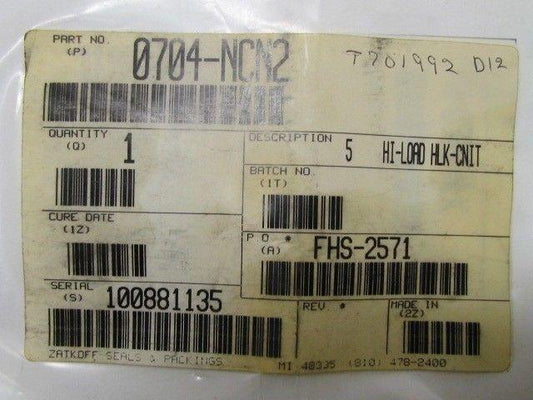 PART NO.
(P)
0704-NCN2
T701992 D12
QUANTITY
(Q)
1
DESCRIPTION 5 HI-LOAD HLK-CNIT
BATCH NO.
(1T)
CURE DATE
(1Z)
P O *
(A)
FHS-2571
SERIAL
(S)
100881135
REV. *
MADE IN
(2Z)
ZATKOFF SEALS & PACKINGS MI 48335 (810) 478-2400